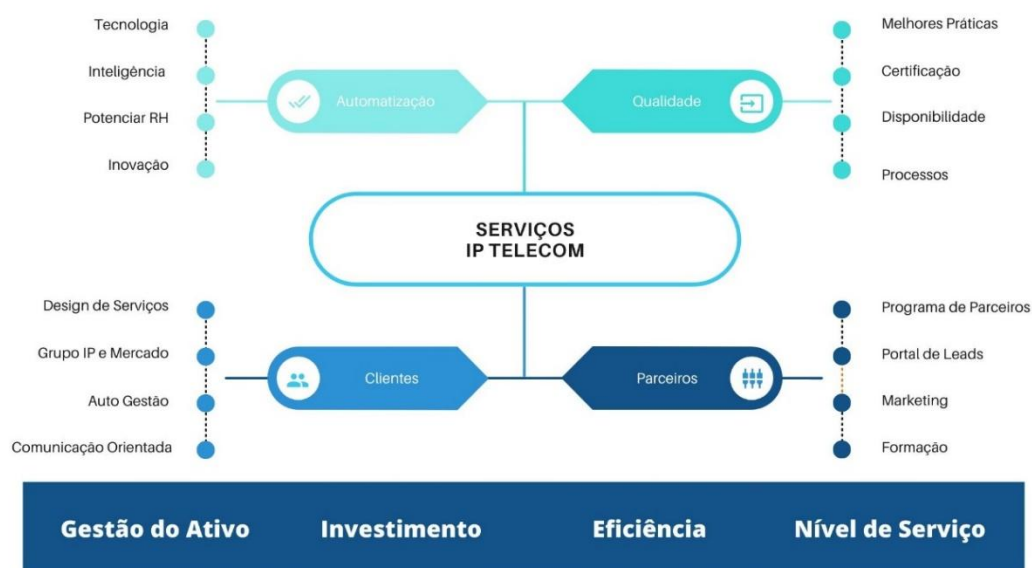 Tecnologia
Inteligência
Potenciar RH
Inovação
Automatização
Qualidade
Melhores Práticas
Certificação
Disponibilidade
Processos
SERVIÇOS
IP TELECOM
Design de Serviços
Grupo IP e Mercado
Auto Gestão
Comunicação Orientada
Clientes
Parceiros
Programa de Parceiros
Portal de Leads
Marketing
Formação
Gestão do Ativo
Investimento
Eficiência
Nível de Serviço